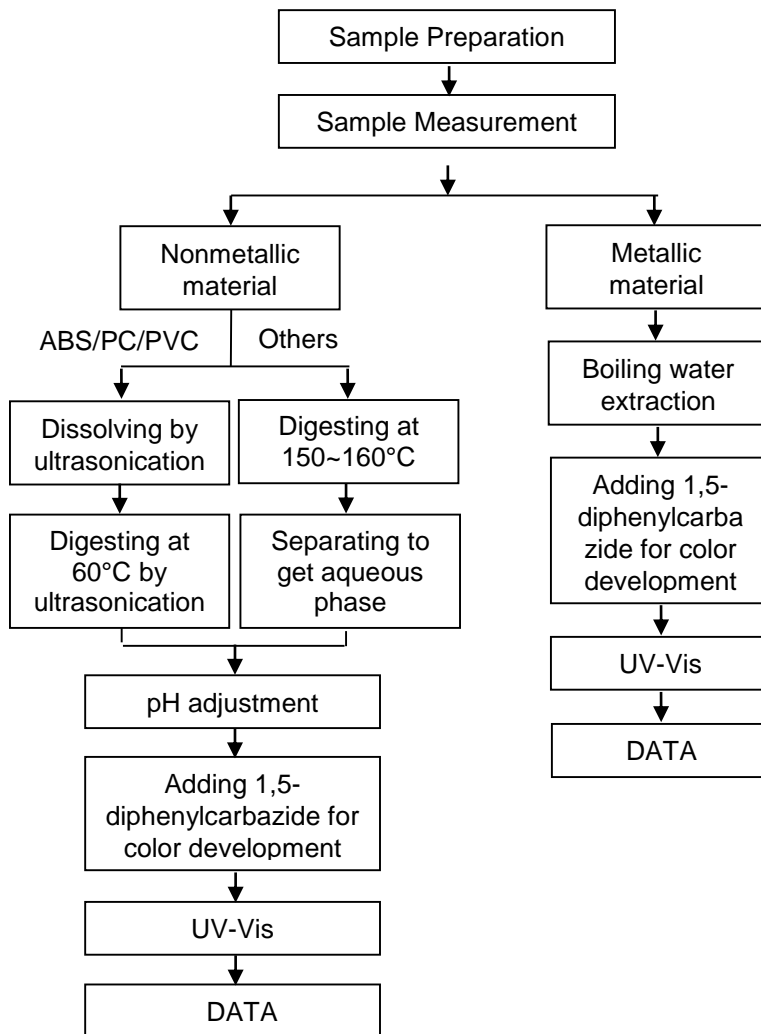 Sample Preparation
Sample Measurement
Nonmetallic
material
Metallic
material
ABS/PC/PVC
Others
Boiling water
extraction
Dissolving by
ultrasonication
Digesting at
150~160°C
Adding 1,5-
diphenylcarba
zide for color
development
Digesting at
60°C by
ultrasonication
Separating to
get aqueous
phase
UV-Vis
pH adjustment
DATA
Adding 1,5-
diphenylcarbazide for
color development
UV-Vis
DATA